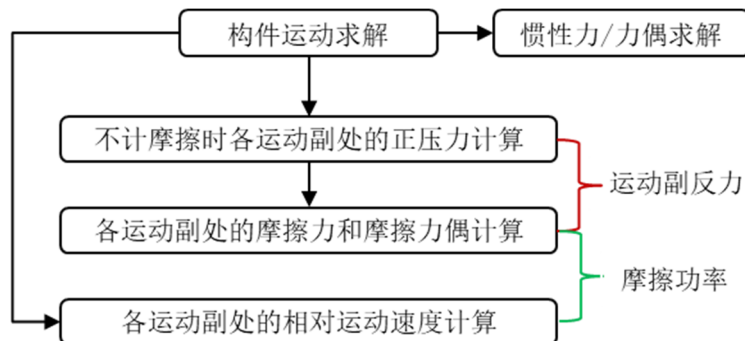 构件运动求解
惯性力/力偶求解
不计摩擦时各运动副处的正压力计算
运动副反力
各运动副处的摩擦力和摩擦力偶计算
摩擦功率
各运动副处的相对运动速度计算